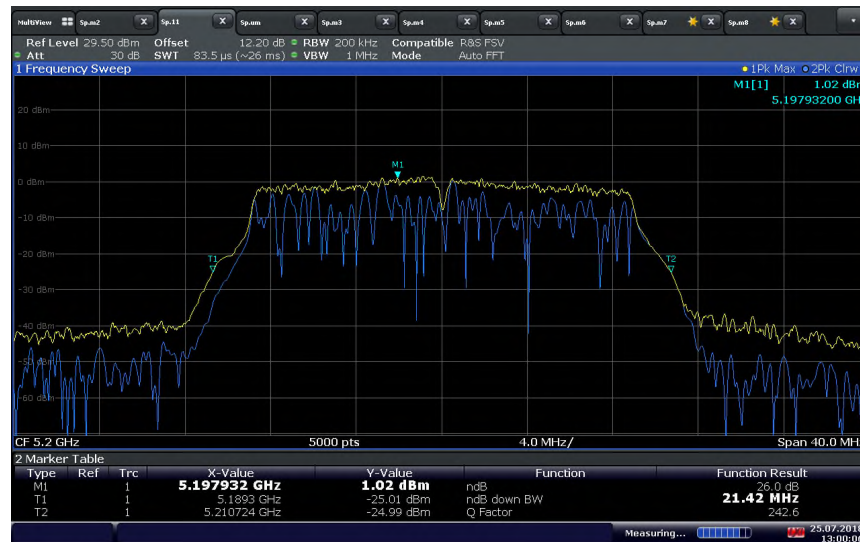 MultiView Sp.m2 X Sp.11 X Sp.um X Sp.m3 X Sp.m4 X Sp.m5 X Sp.m6 X Sp.m7 X Sp.m8 X
Ref Level 29.50 dBm Offset 12.20 dB RBW 200 kHz Compatible R&S FSV
Att 30 dB SWT 83.5 µs (~26 ms) VBW 1 MHz Mode Auto FFT
1 Frequency Sweep 1Pk Max 2Pk Clrw
M1[1] 1.02 dBm
5.19793200 GH
20 dBm
10 dBm
M1
0 dBm
-10 dBm
-20 dBm
T1 T2
-30 dBm
-40 dBm
-50 dBm
-60 dBm
CF 5.2 GHz 5000 pts 4.0 MHz/ Span 40.0 MH
2 Marker Table
Type Ref Trc X-Value Y-Value Function Function Result
M1 1 5.197932 GHz 1.02 dBm ndB 26.0 dB
T1 1 5.1893 GHz -25.01 dBm ndB down BW 21.42 MHz
T2 1 5.210724 GHz -24.99 dBm Q Factor 242.6
Measuring... 25.07.2018
13:00:0